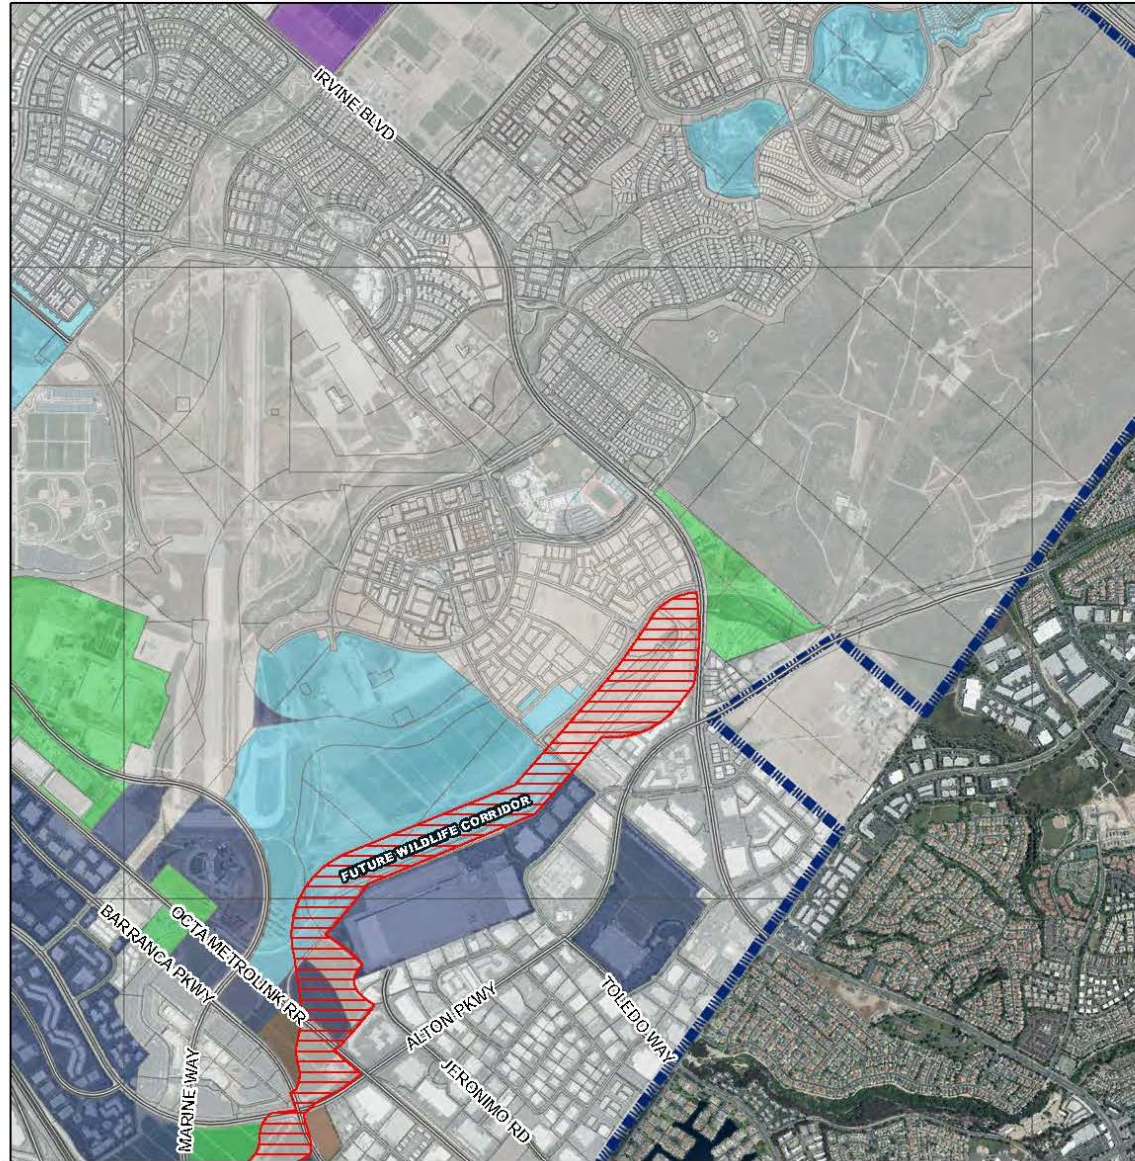 IRVINE BLVD
FUTURE WILDLIFE CORRIDOR
OCTA METROLINK RR
BARRANCA PKWY
ALTON PKWY
TOLEDO WAY
JERONIMO RD
MARINE WAY